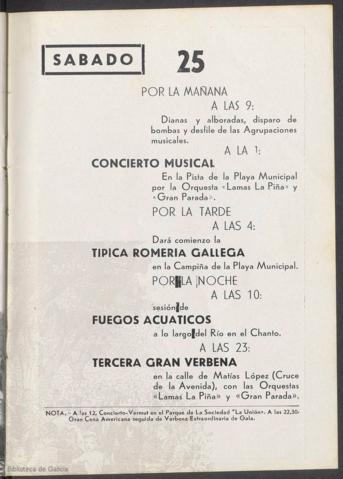 SABADO 25
POR LA MAÑANA
A LAS 9:
Dianas y alboradas, disparo de
bombas y desfile de las Agrupaciones
musicales.
A LA 1:
CONCIERTO MUSICAL
En la Pista de la Playa Municipal
por la Orquesta «Lamas La Piña» y
«Gran Parada».
POR LA TARDE
A LAS 4:
Dará comienzo la
TIPICA ROMERIA GALLEGA
en la Campiña de la Playa Municipal.
POR LA NOCHE
A LAS 10:
sesión de
FUEGOS ACUATICOS
a lo largo del Río en el Chanto.
A LAS 23:
TERCERA GRAN VERBENA
en la calle de Matías López (Cruce
de la Avenida), con las Orquestas
«Lamas La Piña» y «Gran Parada».
NOTA. - A las 12, Concierto-Vermut en el Parque de La Sociedad "La Unión». A las 22,30:
Gran Cena Americana seguida de Verbena Extraordinaria de Gala.
Biblioteca de Galicia